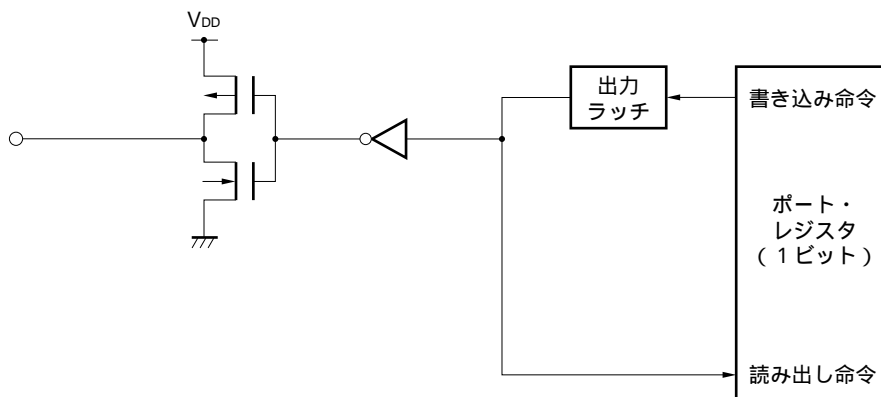 VDD
出力
ラッチ
書き込み命令
ポート・
レジスタ
(1ビット)
読み出し命令